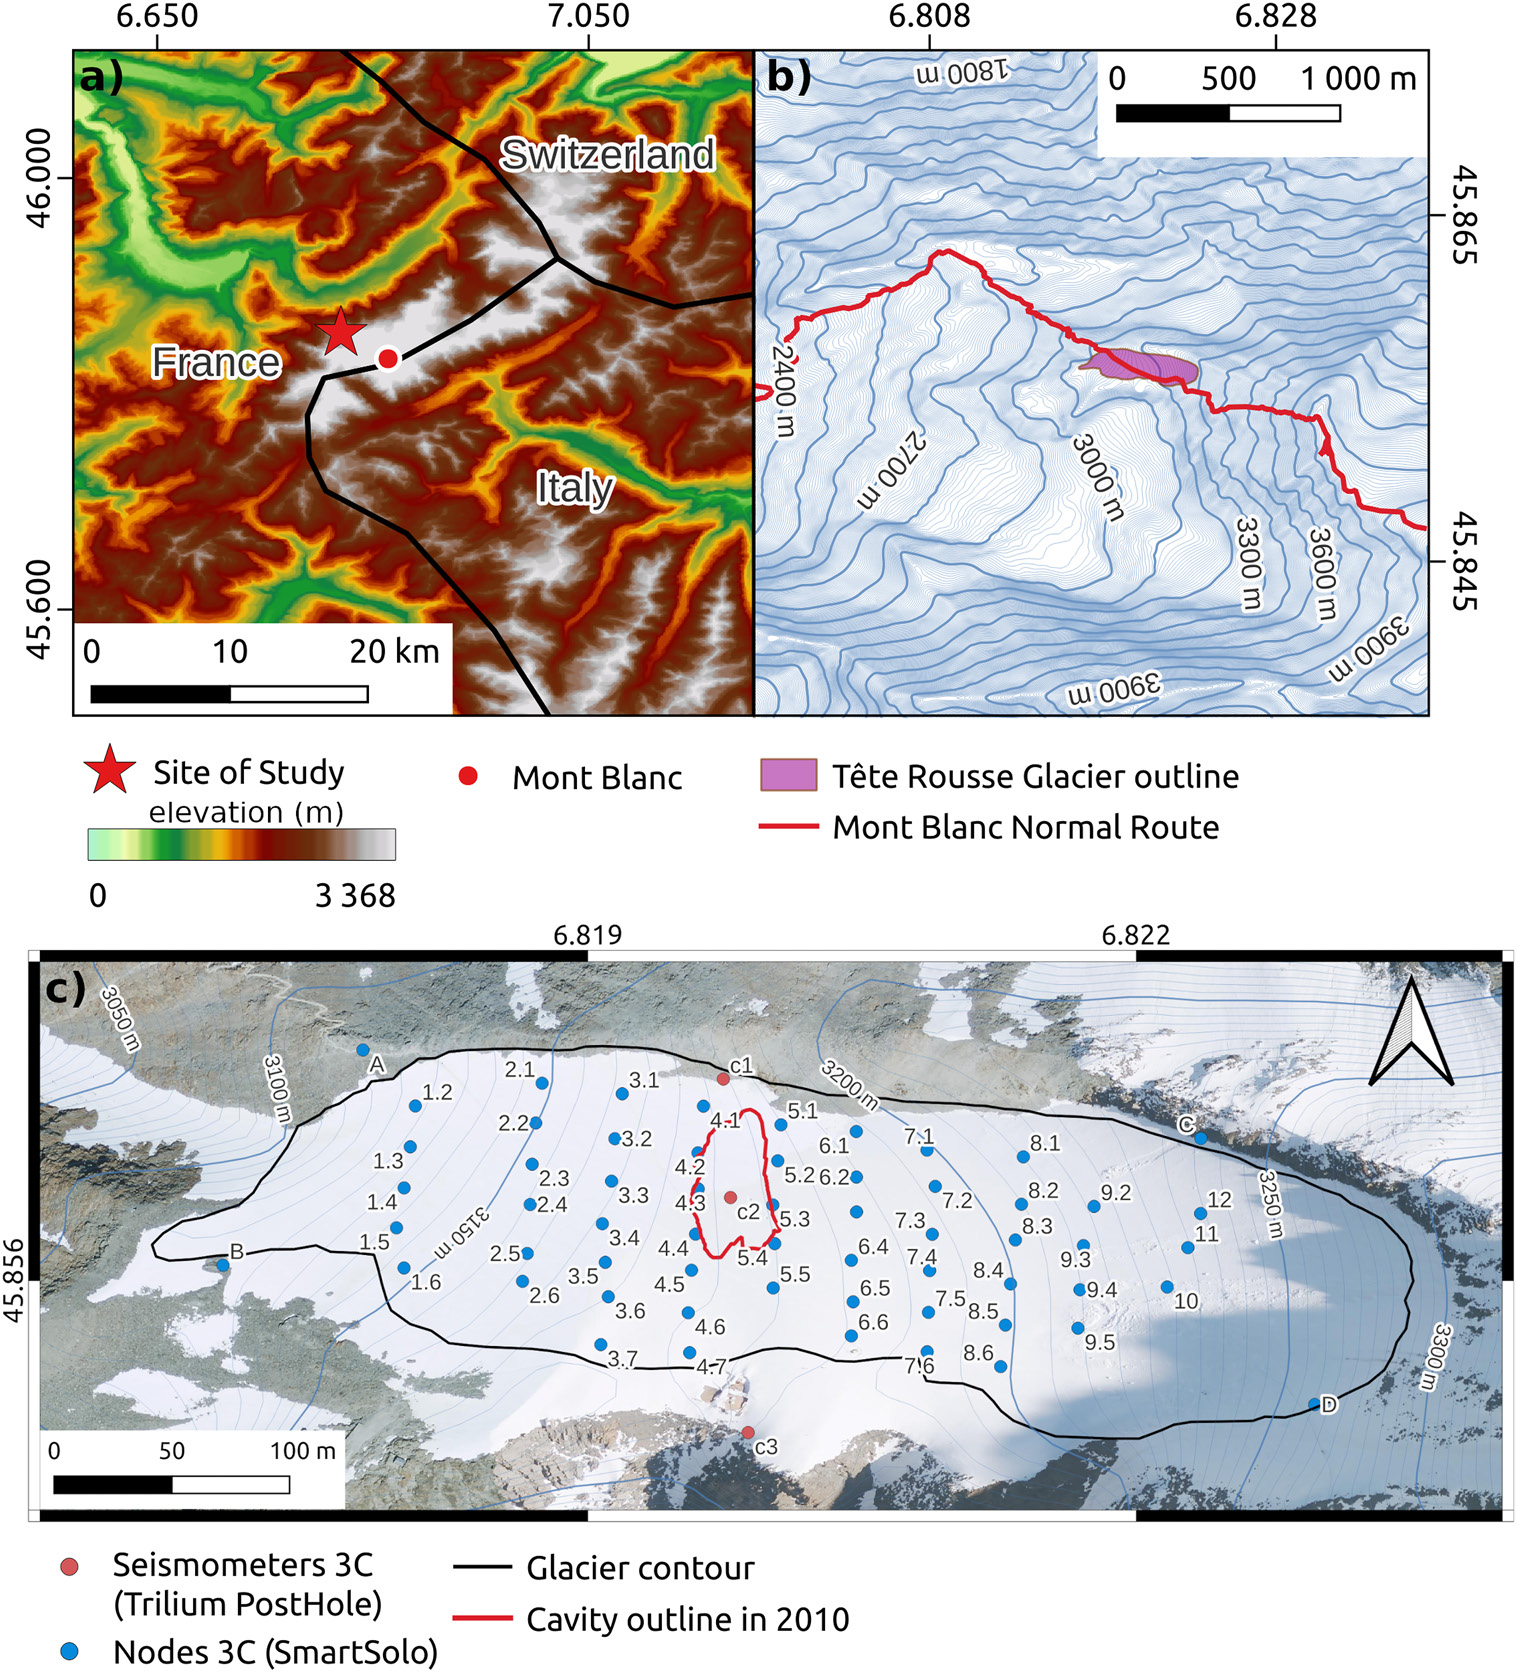 6.650 7.050 6.808 6.828
a)
b)
0 500 1 000 m
1800 m
Switzerland
46.000
45.865
France
2400 m
2700 m
3000 m
Italy
3300 m
3600 m
45.845
45.600
3900 m
3900 m
0 10 20 km
Site of Study
Mont Blanc
Tête Rousse Glacier outline
elevation (m)
Mont Blanc Normal Route
0 3 368
6.819 6.822
c)
3050 m
3100 m
A
c1
3200 m
2.1
3.1
1.2
4.1
5.1
C
2.2
3.2
6.1
7.1
8.1
1.3
4.2
5.2
6.2
2.3
3.3
7.2
8.2
9.2
12
3250 m
1.4
2.4
4.3
c2
5.3
7.3
8.3
11
1.5
3150 m
3.4
4.4
5.4
6.4
7.4
9.3
B
2.5
3.5
4.5
5.5
8.4
45.856
1.6
2.6
3.6
6.5
7.5
9.4
10
4.6
6.6
8.5
9.5
3.7
4.7
7.6
8.6
3300 m
D
c3
0 50 100 m
Seismometers 3C
(Trilium PostHole)
Glacier contour
Cavity outline in 2010
Nodes 3C (SmartSolo)